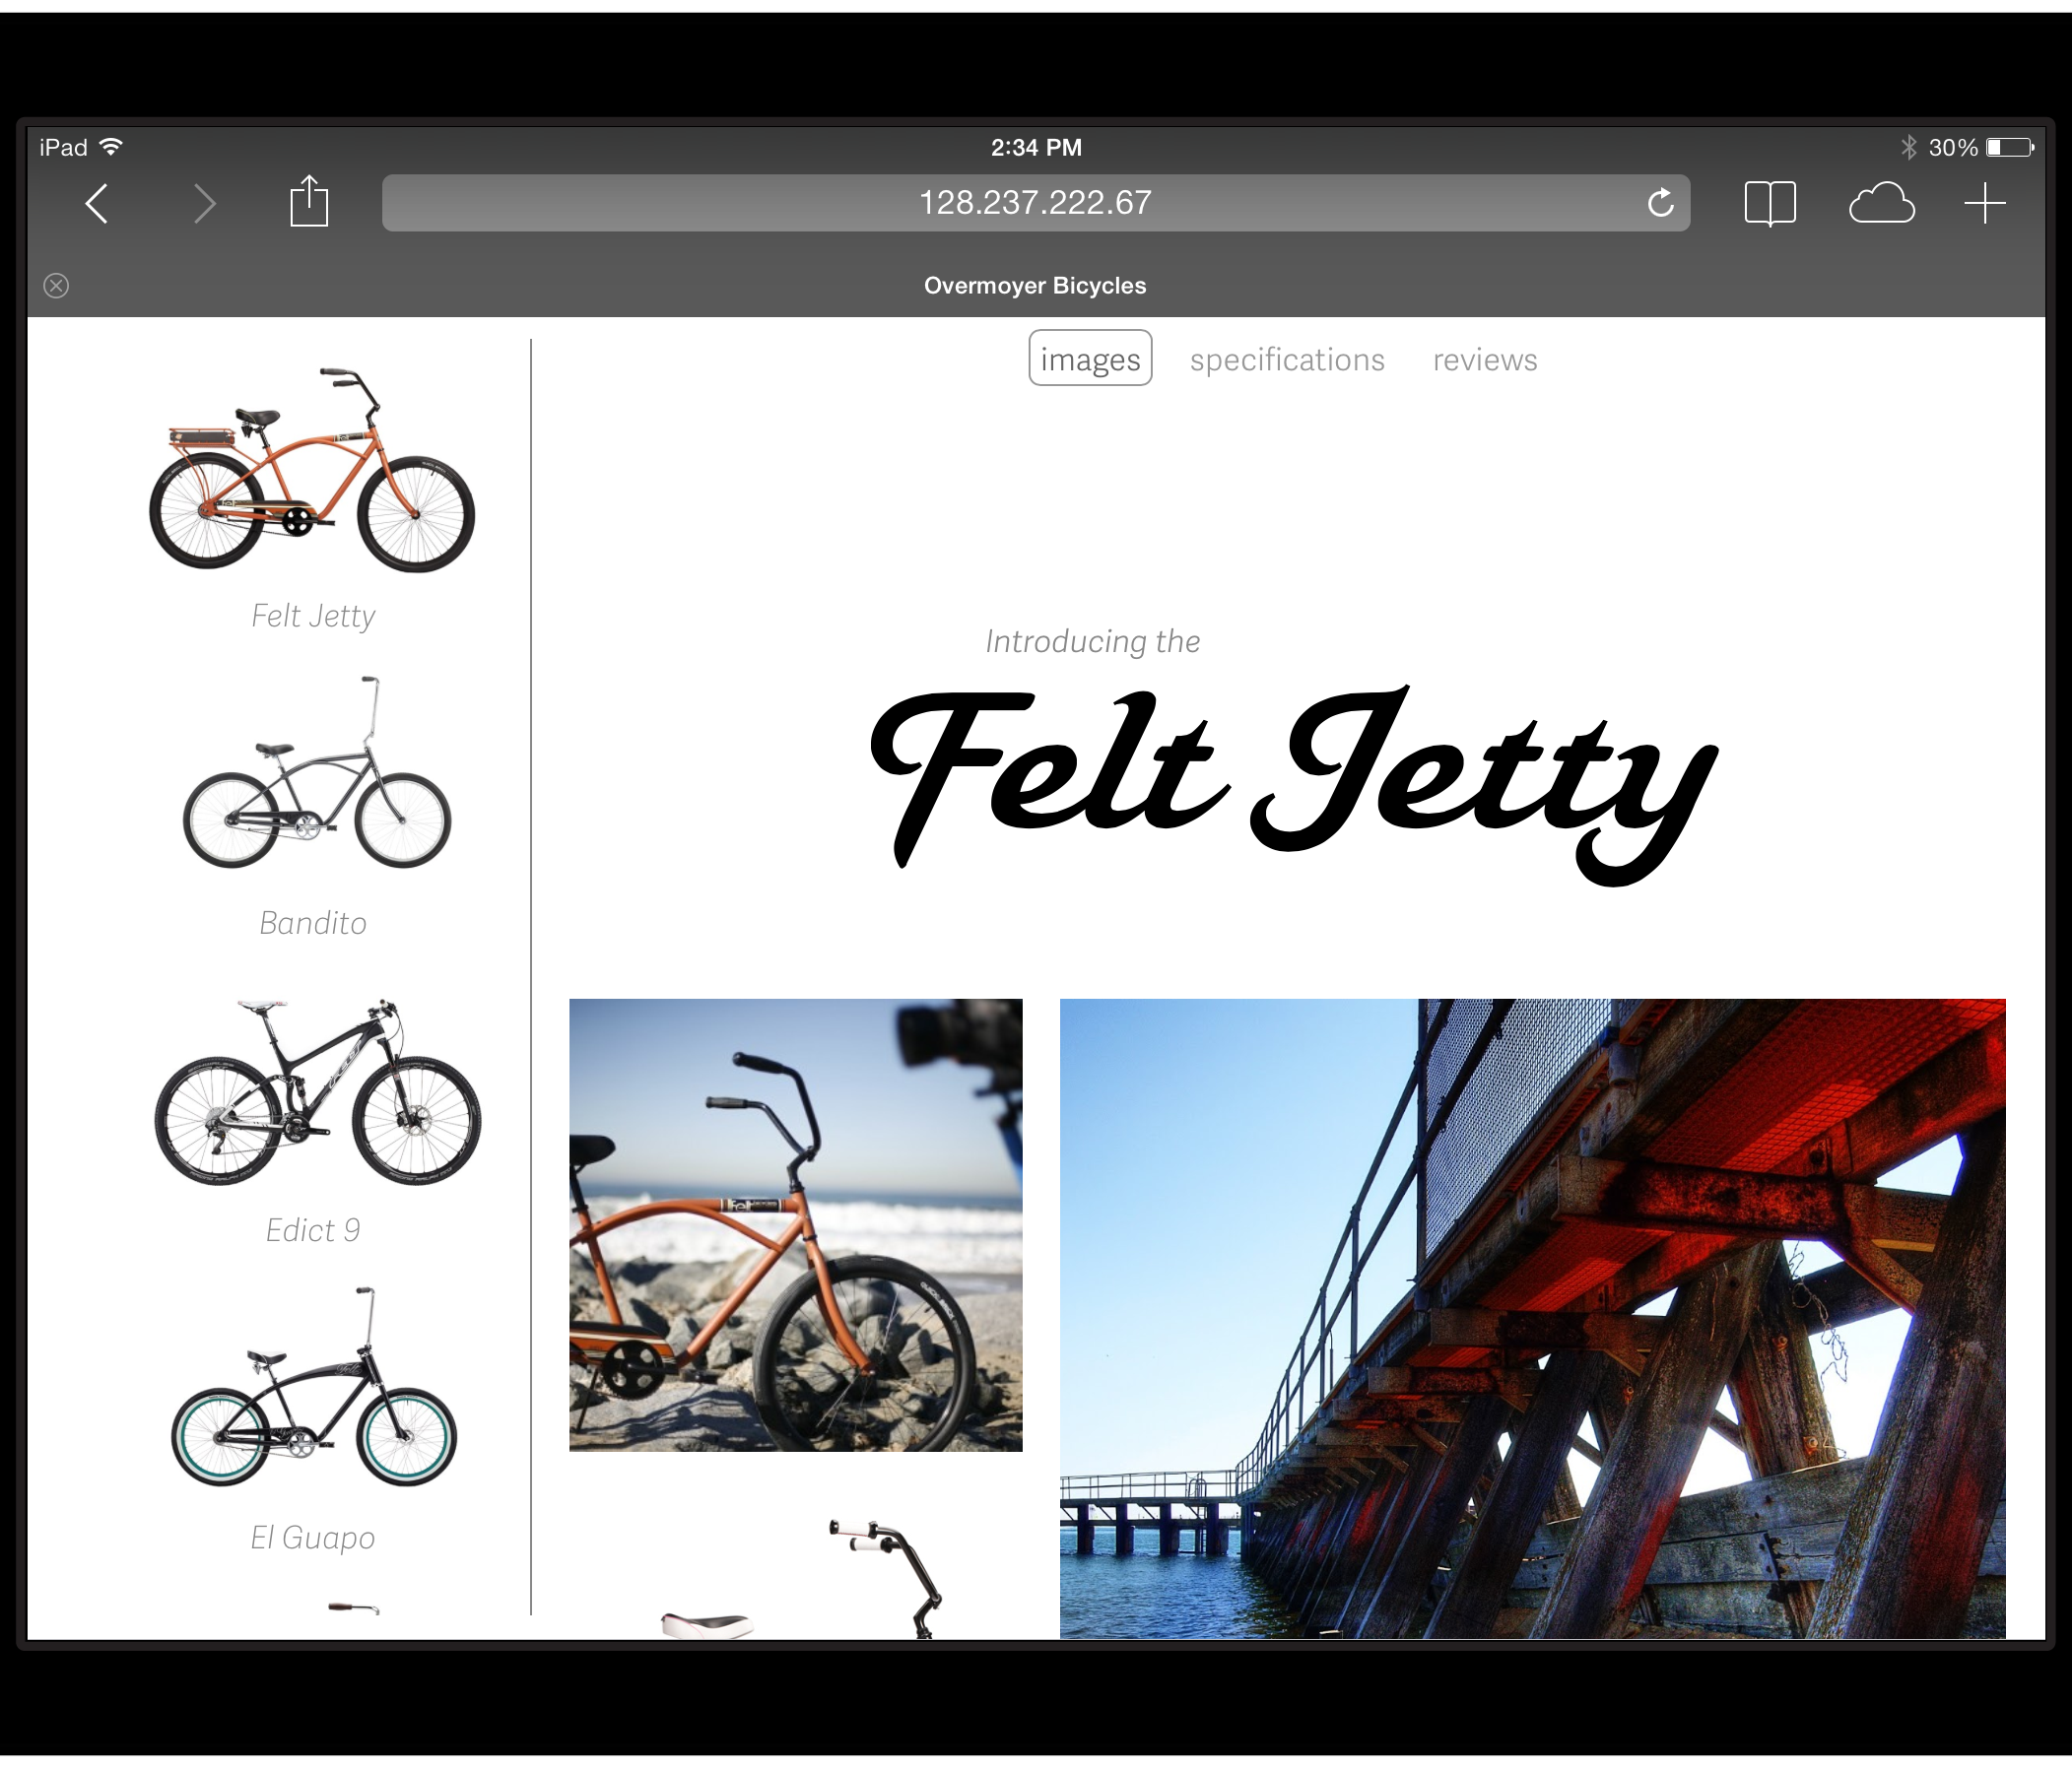 iPad
2:34 PM
30%
128.237.222.67
Overmoyer Bicycles
images
specifications
reviews
Felt Jetty
Bandito
Edict 9
El Guapo
Introducing the
Felt Jetty
felt